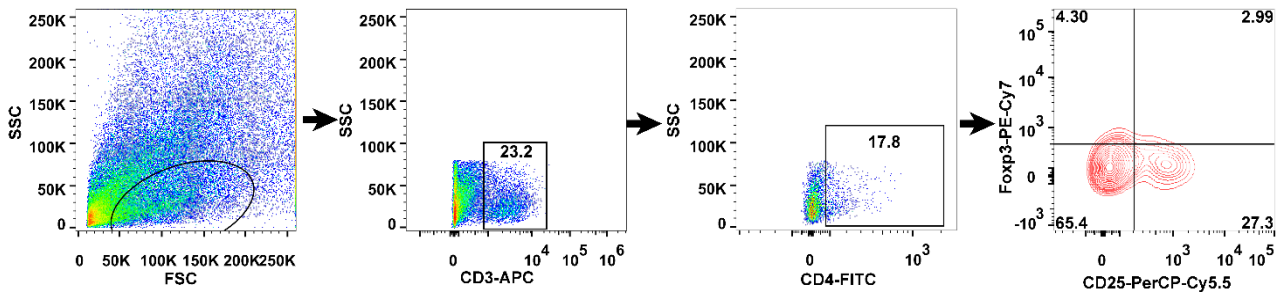 250K
200K
150K
100K
50K
0
SSC
0 50K 100K 150K 200K 250K
FSC
250K
200K
150K
100K
50K
0
SSC
23.2
0 10^4 10^5 10^6
CD3-APC
250K
200K
150K
100K
50K
0
SSC
17.8
0 10^3
CD4-FITC
4.30 2.99
10^5
10^4
10^3
0
-10^3
Foxp3-PE-Cy7
65.4 27.3
0 10^3 10^4 10^5
CD25-PerCP-Cy5.5